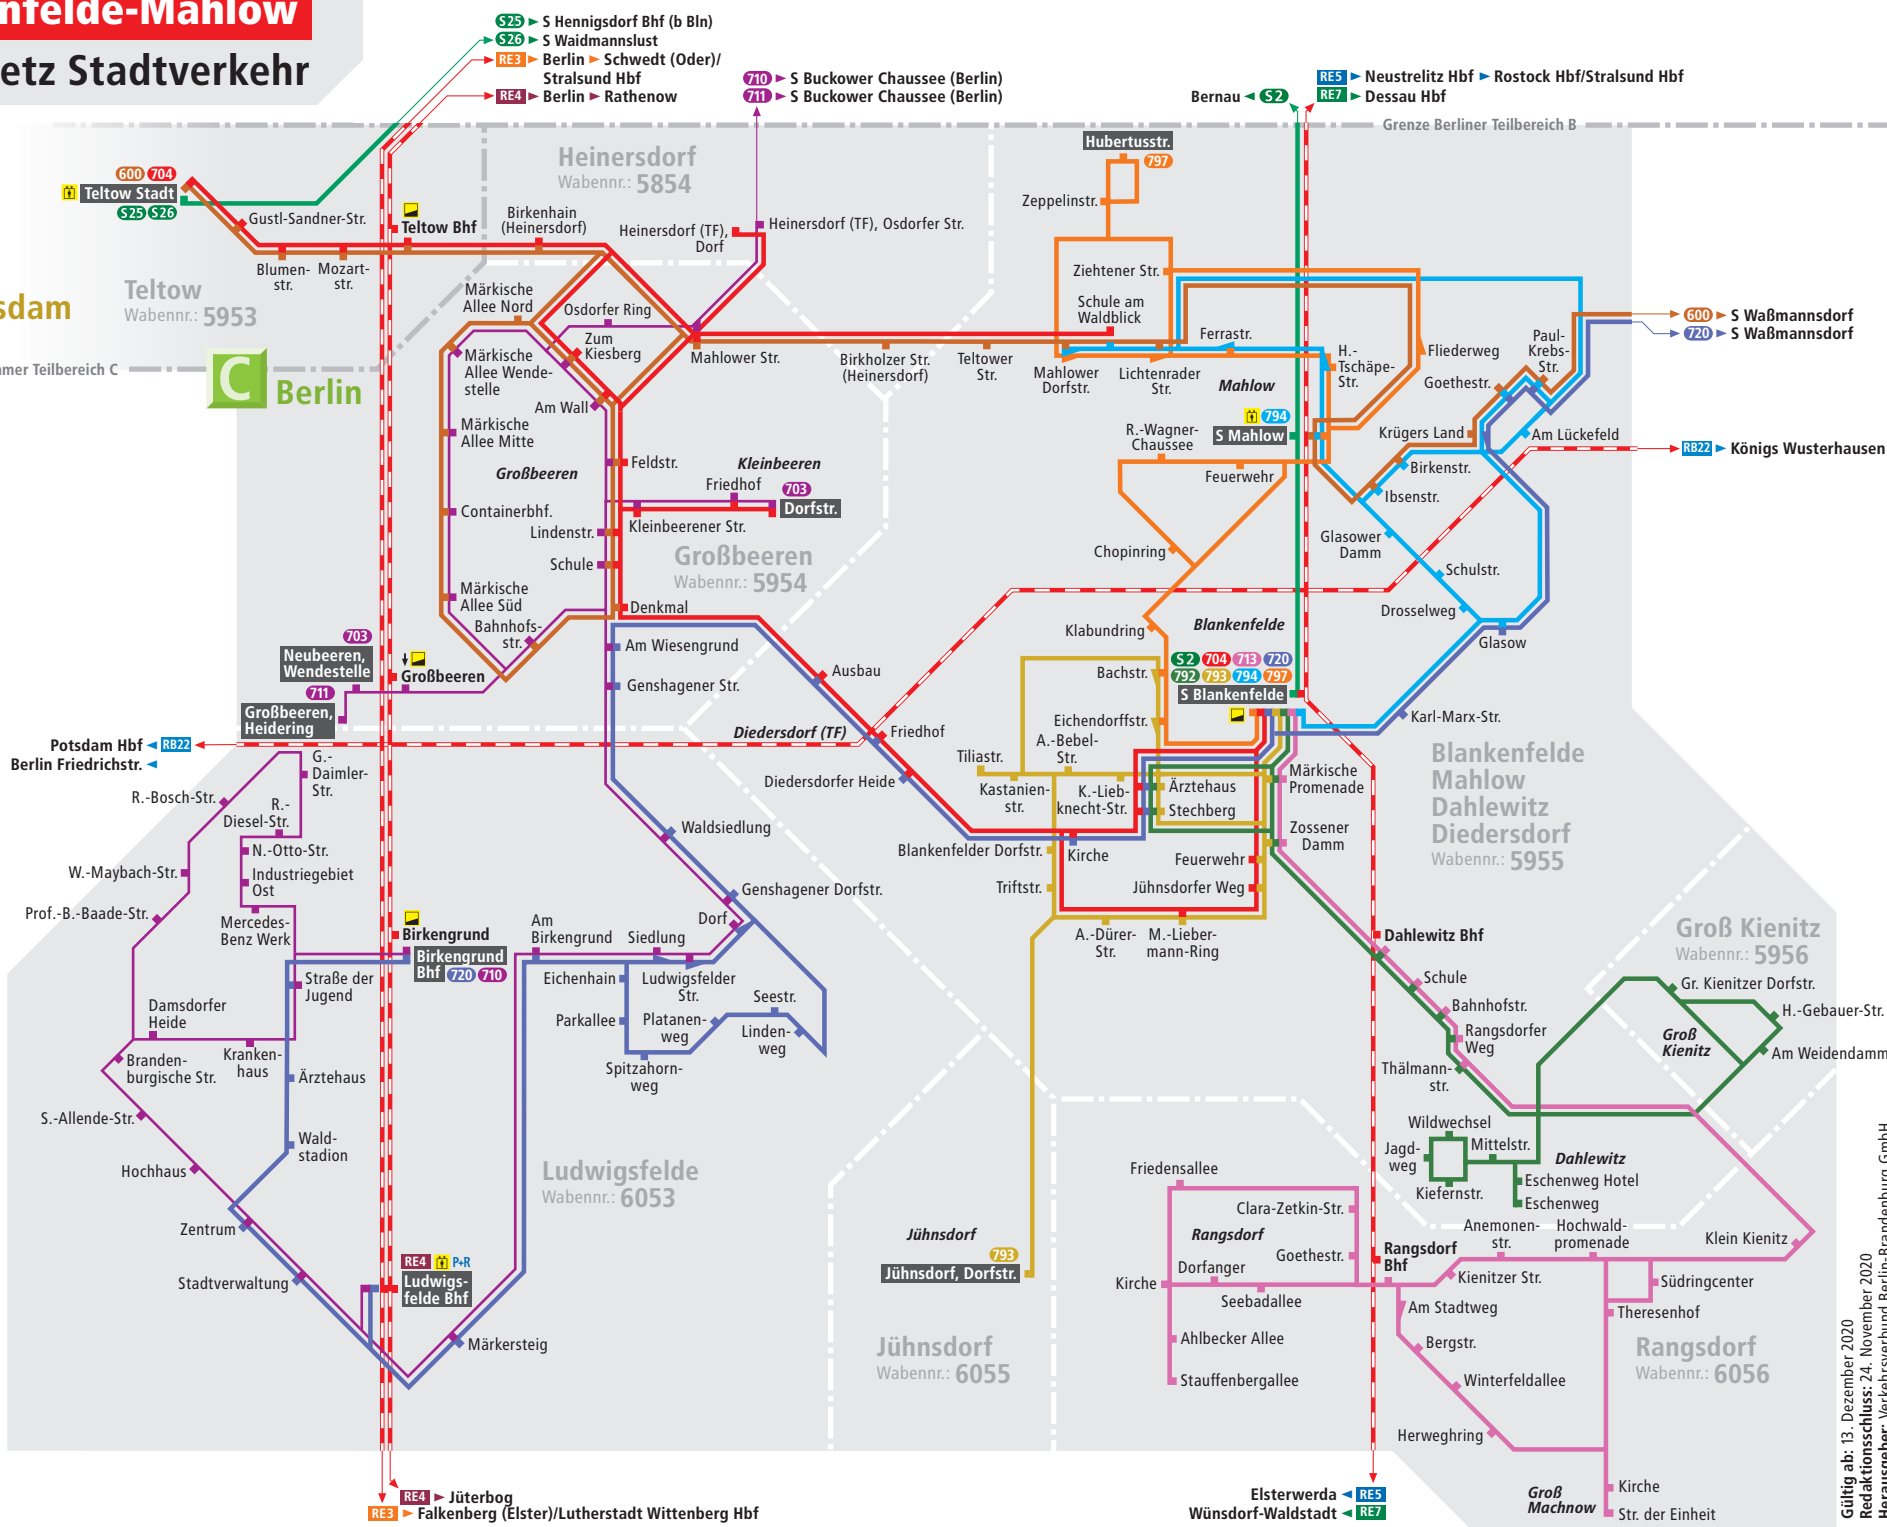 nfelde-Mahlow
etz Stadtverkehr
S25 S Hennigsdorf Bhf (b Bln)
S26 S Waidmannslust
RE3 Berlin Schwedt (Oder)/
Stralsund Hbf
RE4 Berlin Rathenow
710 S Buckower Chaussee (Berlin)
711 S Buckower Chaussee (Berlin)
Bernau S2
RE5 Neustrelitz Hbf Rostock Hbf/Stralsund Hbf
RE7 Dessau Hbf
Grenze Berliner Teilbereich B
Heinersdorf
Wabennr.: 5854
Hubertusstr.
797
Zeppelinstr.
600 704
Teltow Stadt
S25 S26
Gustl-Sandner-Str.
Teltow Bhf
Birkenhain
(Heinersdorf)
Heinersdorf (TF),
Dorf
Heinersdorf (TF), Osdorfer Str.
Blumen-
str.
Mozart-
str.
Teltow
Wabennr.: 5953
sdam
mer Teilbereich C
C Berlin
Märkische
Allee Nord
Osdorfer Ring
Zum
Kiesberg
Märkische
Allee Wende-
stelle
Am Wall
Mahlower Str.
Birkholzer Str.
(Heinersdorf)
Teltower
Str.
Ziehtener Str.
Schule am
Waldblick
Ferrastr.
Mahlower
Dorfstr.
Lichtenrader
Str.
Mahlow
H.-
Tschäpe-
Str.
Fliederweg
Paul-
Krebs-
Str.
Goethestr.
600 S Waßmannsdorf
720 S Waßmannsdorf
794
S Mahlow
R.-Wagner-
Chaussee
Feuerwehr
Krügers Land
Am Lückefeld
Birkenstr.
Ibsenstr.
RB22 Königs Wusterhausen
Märkische
Allee Mitte
Großbeeren
Feldstr.
Kleinbeeren
Friedhof
703
Dorfstr.
Containerbhf.
Lindenstr.
Kleinbeerener Str.
Schule
Großbeeren
Wabennr.: 5954
Chopinring
Glasower
Damm
Schulstr.
Drosselweg
Glasow
Märkische
Allee Süd
Bahnhofs-
str.
Denkmal
Klabundring
Blankenfelde
703
Neubeeren,
Wendestelle
Großbeeren
711
Großbeeren,
Heidering
Am Wiesengrund
Genshagener Str.
Ausbau
Bachstr.
S2 704 713 720
792 793 794 797
S Blankenfelde
Eichendorffstr.
Karl-Marx-Str.
Diedersdorf (TF)
Friedhof
Diedersdorfer Heide
Potsdam Hbf RB22
Berlin Friedrichstr.
A.-Bebel-
Str.
Tiliastr.
Kastanien-
str.
K.-Lieb-
knecht-Str.
Ärztehaus
Stechberg
Märkische
Promenade
Zossener
Damm
Blankenfelde
Mahlow
Dahlewitz
Diedersdorf
Wabennr.: 5955
G.-
Daimler-
Str.
R.-Bosch-Str.
R.-
Diesel-Str.
N.-Otto-Str.
W.-Maybach-Str.
Industriegebiet
Ost
Prof.-B.-Baade-Str.
Mercedes-
Benz Werk
Waldsiedlung
Genshagener Dorfstr.
Dorf
Blankenfelder Dorfstr.
Kirche
Feuerwehr
Triftstr.
Jühnsdorfer Weg
A.-Dürer-
Str.
M.-Lieber-
mann-Ring
Birkengrund
Birkengrund
Bhf 720 710
Am
Birkengrund
Siedlung
Straße der
Jugend
Eichenhain
Ludwigsfelder
Str.
Seestr.
Parkallee
Platanen-
weg
Linden-
weg
Spitzahorn-
weg
Damsdorfer
Heide
Kranken-
haus
Branden-
burgische Str.
Ärztehaus
S.-Allende-Str.
Wald-
stadion
Hochhaus
Zentrum
Stadtverwaltung
Ludwigsfelde
Wabennr.: 6053
RE4 P+R
Ludwigs-
felde Bhf
Märkersteig
Dahlewitz Bhf
Schule
Bahnhofstr.
Rangsdorfer
Weg
Thälmann-
str.
Groß Kienitz
Wabennr.: 5956
Gr. Kienitzer Dorfstr.
H.-Gebauer-Str.
Groß
Kienitz
Am Weidendamm
Wildwechsel
Jagd-
weg
Mittelstr.
Kiefernstr.
Dahlewitz
Eschenweg Hotel
Eschenweg
Friedensallee
Clara-Zetkin-Str.
Rangsdorf
Goethestr.
Rangsdorf
Bhf
Anemonen-
str.
Hochwald-
promenade
Klein Kienitz
Kirche
Dorfanger
Seebadallee
Kienitzer Str.
Südringcenter
Am Stadtweg
Theresenhof
Jühnsdorf
793
Jühnsdorf, Dorfstr.
Ahlbecker Allee
Stauffenbergallee
Bergstr.
Winterfeldallee
Jühnsdorf
Wabennr.: 6055
Rangsdorf
Wabennr.: 6056
Herweghring
Groß
Machnow
Kirche
Str. der Einheit
RE4 Jüterbog
RE3 Falkenberg (Elster)/Lutherstadt Wittenberg Hbf
Elsterwerda RE5
Wünsdorf-Waldstadt RE7
Gültig ab: 13. Dezember 2020
Redaktionsschluss: 24. November 2020
Herausgeber: Verkehrsverbund Berlin-Brandenburg GmbH